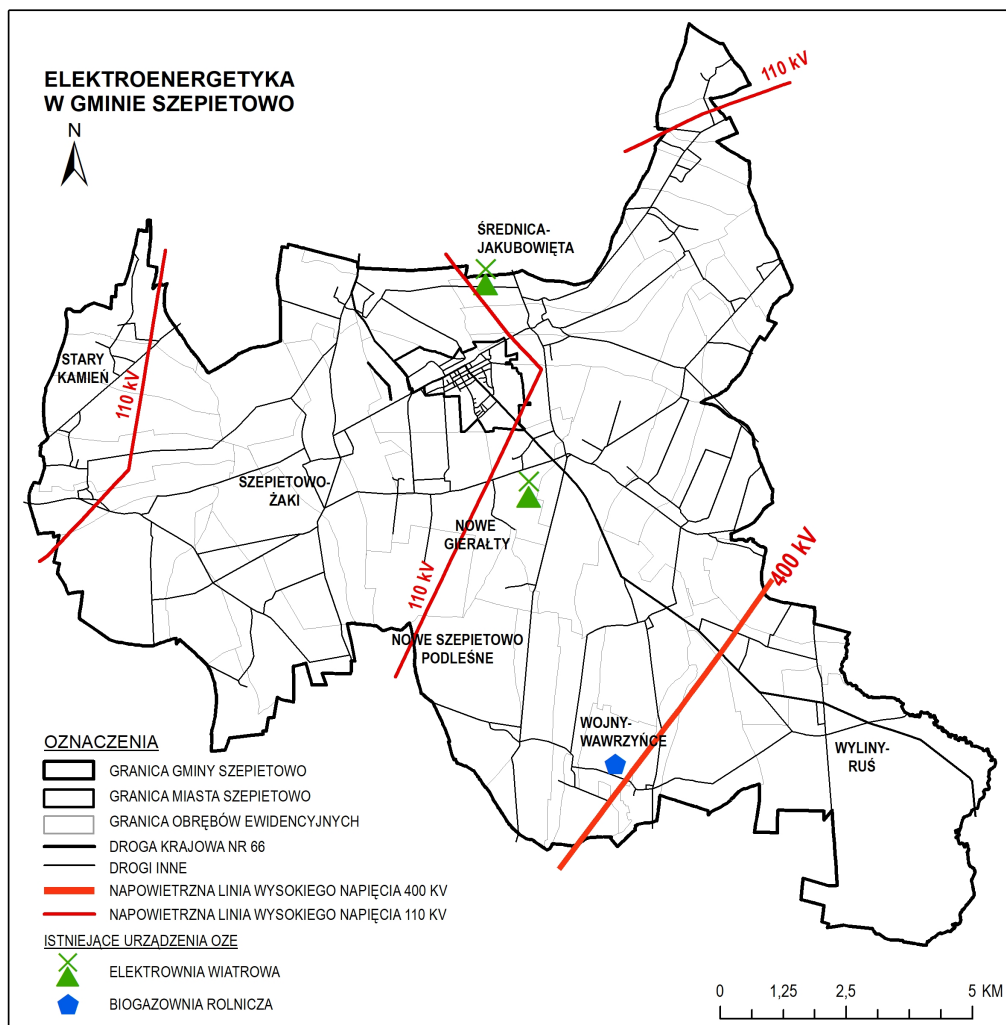 ELEKTROENERGETYKA
W GMINIE SZEPIETOWO
N
110 kV
ŚREDNICA-
JAKUBOWIĘTA
STARY
KAMIEŃ
110 kV
SZEPIETOWO-
ŻAKI
NOWE
GIERAŁTY
110 kV
400 kV
NOWE SZEPIETOWO
PODLEŚNE
WOJNY-
WAWRZYŃCE
WYLINY-
RUŚ
OZNACZENIA
GRANICA GMINY SZEPIETOWO
GRANICA MIASTA SZEPIETOWO
GRANICA OBRĘBÓW EWIDENCYJNYCH
DROGA KRAJOWA NR 66
DROGI INNE
NAPOWIETRZNA LINIA WYSOKIEGO NAPIĘCIA 400 KV
NAPOWIETRZNA LINIA WYSOKIEGO NAPIĘCIA 110 KV
ISTNIEJĄCE URZĄDZENIA OZE
ELEKTROWNIA WIATROWA
BIOGAZOWNIA ROLNICZA
0 1,25 2,5 5 KM